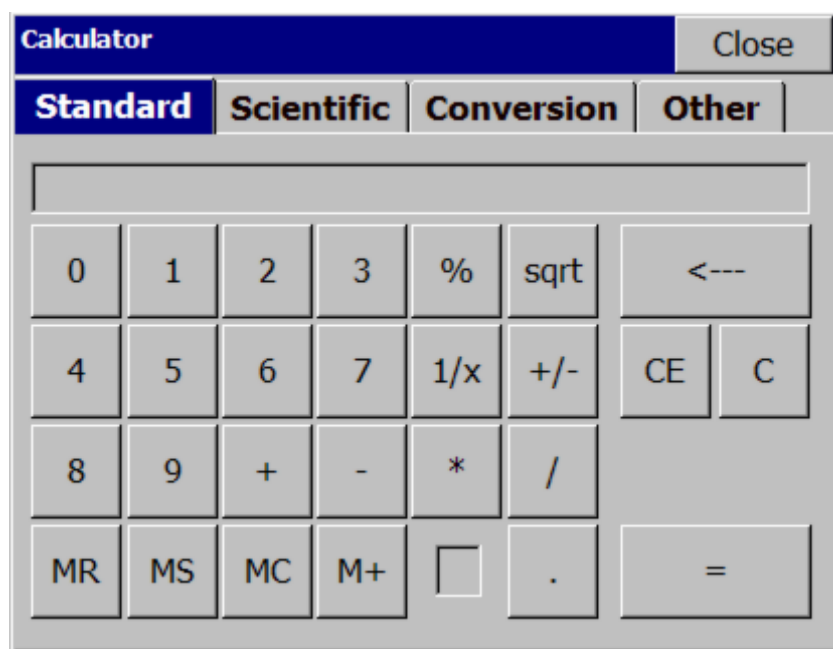 Calculator Close
Standard Scientific Conversion Other
0 1 2 3 % sqrt <---
4 5 6 7 1/x +/- CE C
8 9 + - * /
MR MS MC M+ . =